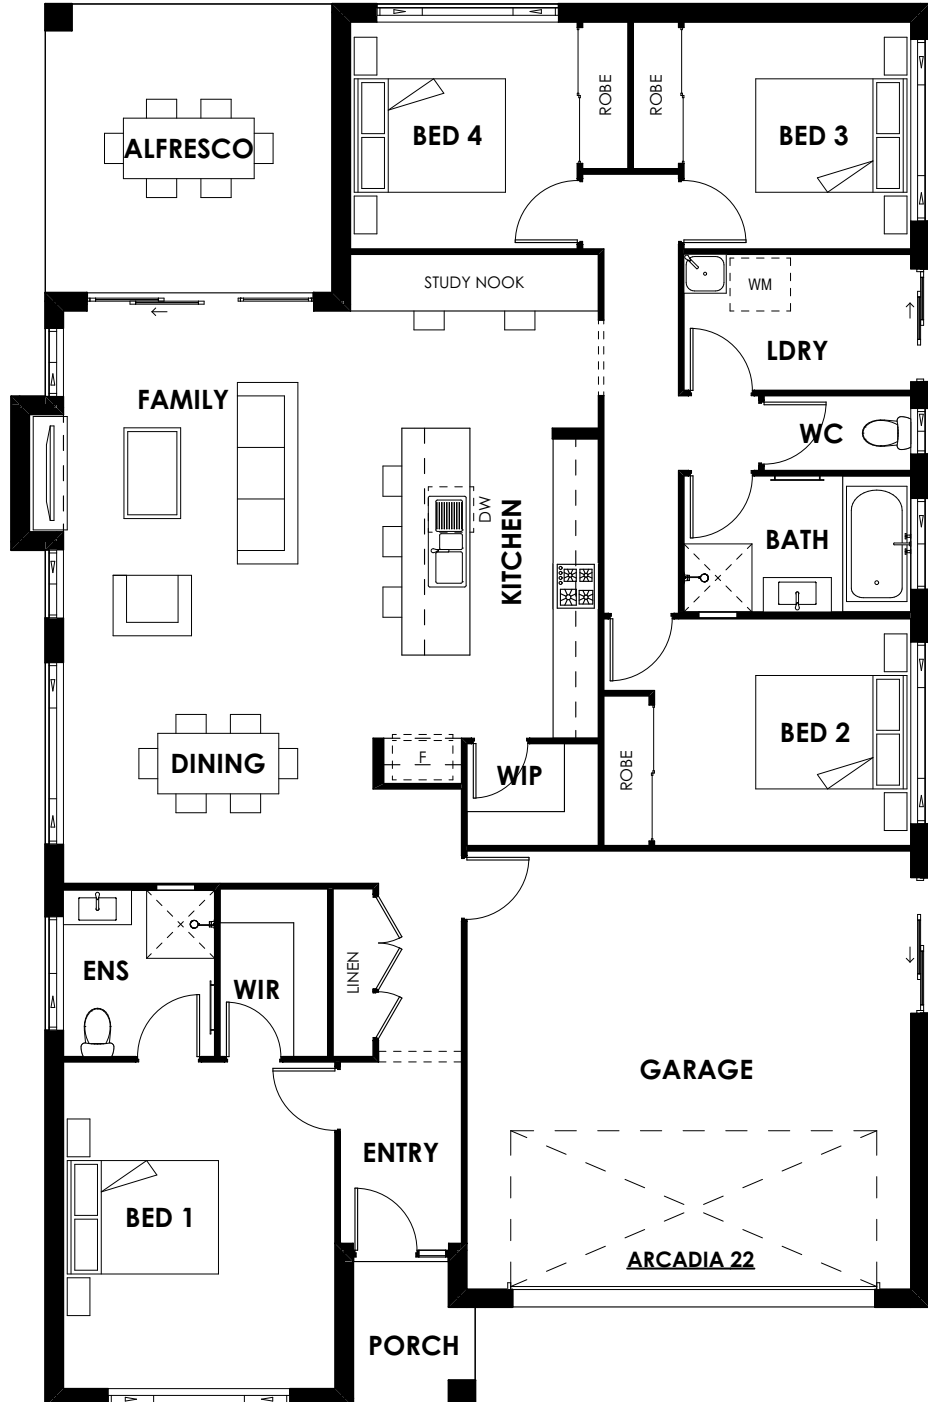 ALFRESCO
BED 4
ROBE
ROBE
BED 3
STUDY NOOK
WM
LDRY
FAMILY
WC
DW
KITCHEN
BATH
DINING
F
WIP
ROBE
BED 2
ENS
WIR
LINEN
GARAGE
ENTRY
BED 1
ARCADIA 22
PORCH